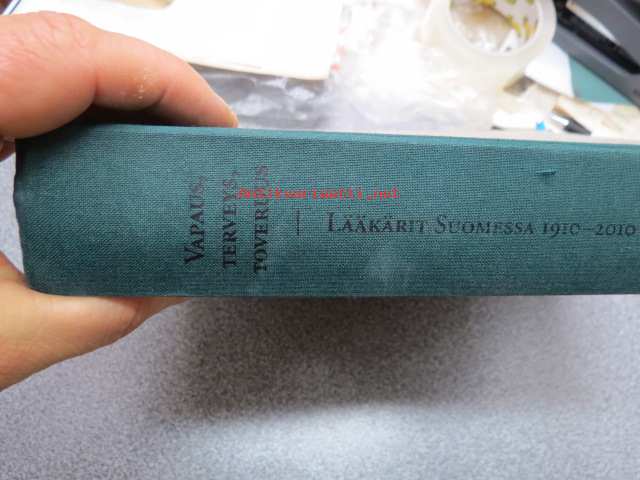 VAPAUS,
TERVEYS,
TOVERUUS
LÄÄKÄRIT SUOMESSA 1910–2010